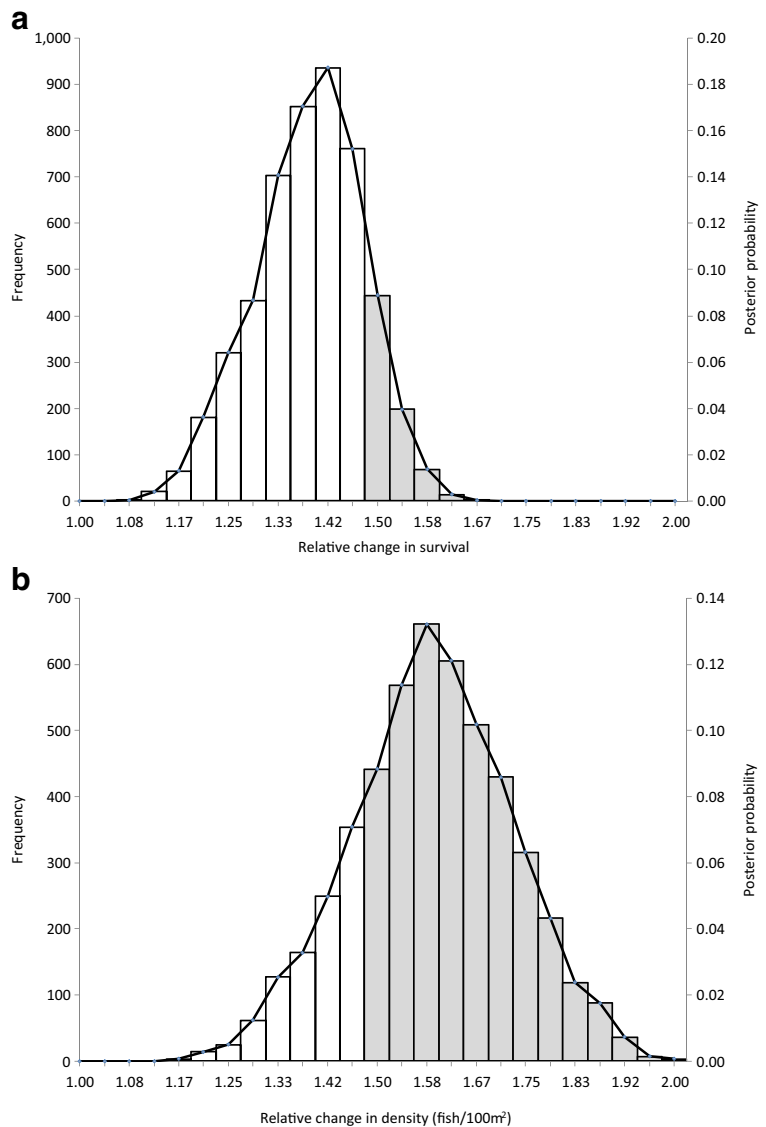 a
1,000 0.20
900 0.18
800 0.16
700 0.14
600 0.12
500 0.10
400 0.08
300 0.06
200 0.04
100 0.02
0 0.00
Frequency
Posterior probability
1.00 1.08 1.17 1.25 1.33 1.42 1.50 1.58 1.67 1.75 1.83 1.92 2.00
Relative change in survival
b
700 0.14
600 0.12
500 0.10
400 0.08
300 0.06
200 0.04
100 0.02
0 0.00
Frequency
Posterior probability
1.00 1.08 1.17 1.25 1.33 1.42 1.50 1.58 1.67 1.75 1.83 1.92 2.00
Relative change in density (fish/100m²)